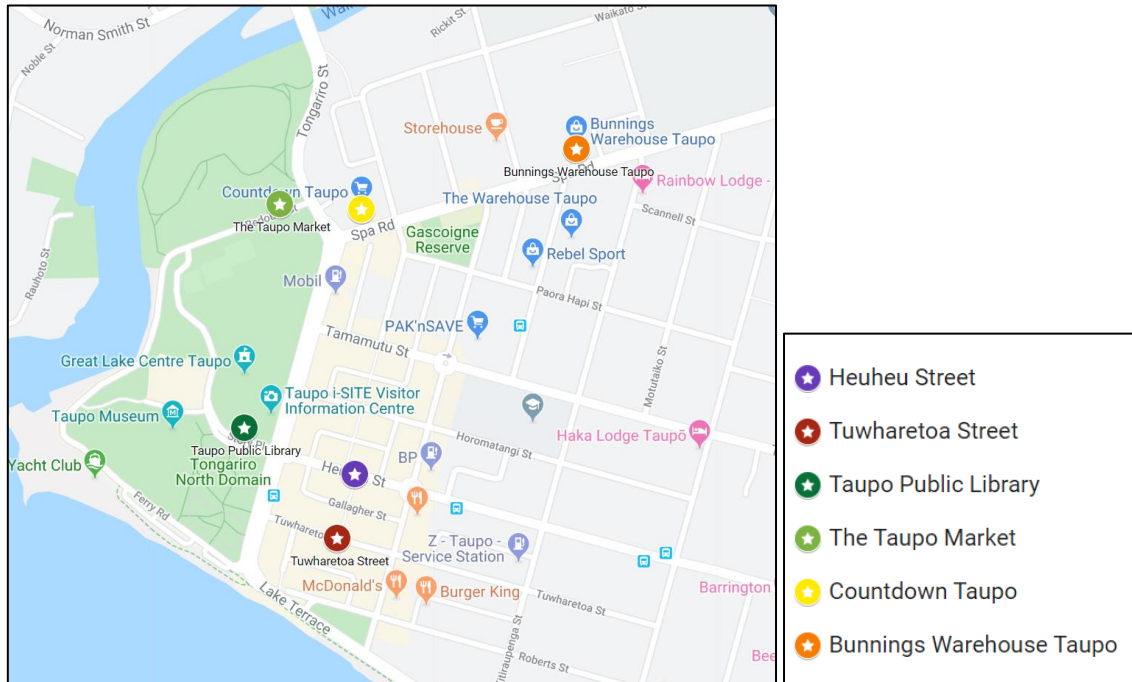 Norman Smith St
Noble St
Rickit St
Waikato S
Tongariro St
Storehouse
Bunnings
Warehouse Taupo
Bunnings Warehouse Taupo
Rainbow Lodge -
Countdown Taupo
The Warehouse Taupo
Scannell St
The Taupo Market
Spa Rd
Gascoigne
Reserve
Rebel Sport
Rauhoto St
Mobil
Paora Hapi St
PAK'nSAVE
Tamamutu St
Great Lake Centre Taupo
Motutaiko St
Taupo i-SITE Visitor
Information Centre
Taupo Museum
Taupo Public Library
Horomatangi St
Haka Lodge Taupō
BP
Yacht Club
Tongariro
North Domain
Ferry Rd
Gallagher St
Tuwhareto
Z - Taupo -
Service Station
Tuwharetoa Street
McDonald's
Burger King
Tuwharetoa St
Barrington
Lake Terrace
Titiraupenga St
Roberts St
Bee
Heuheu Street
Tuwharetoa Street
Taupo Public Library
The Taupo Market
Countdown Taupo
Bunnings Warehouse Taupo